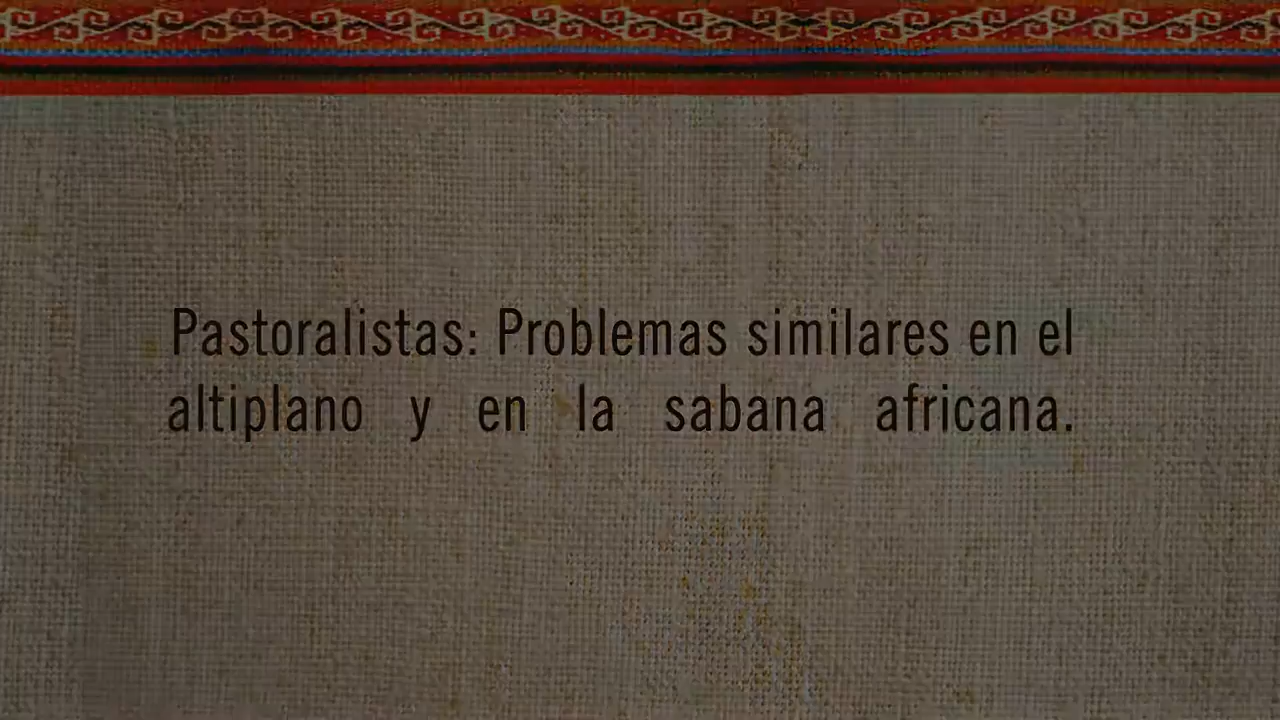 Pastoralistas: Problemas similares en el
altiplano y en la sabana africana.